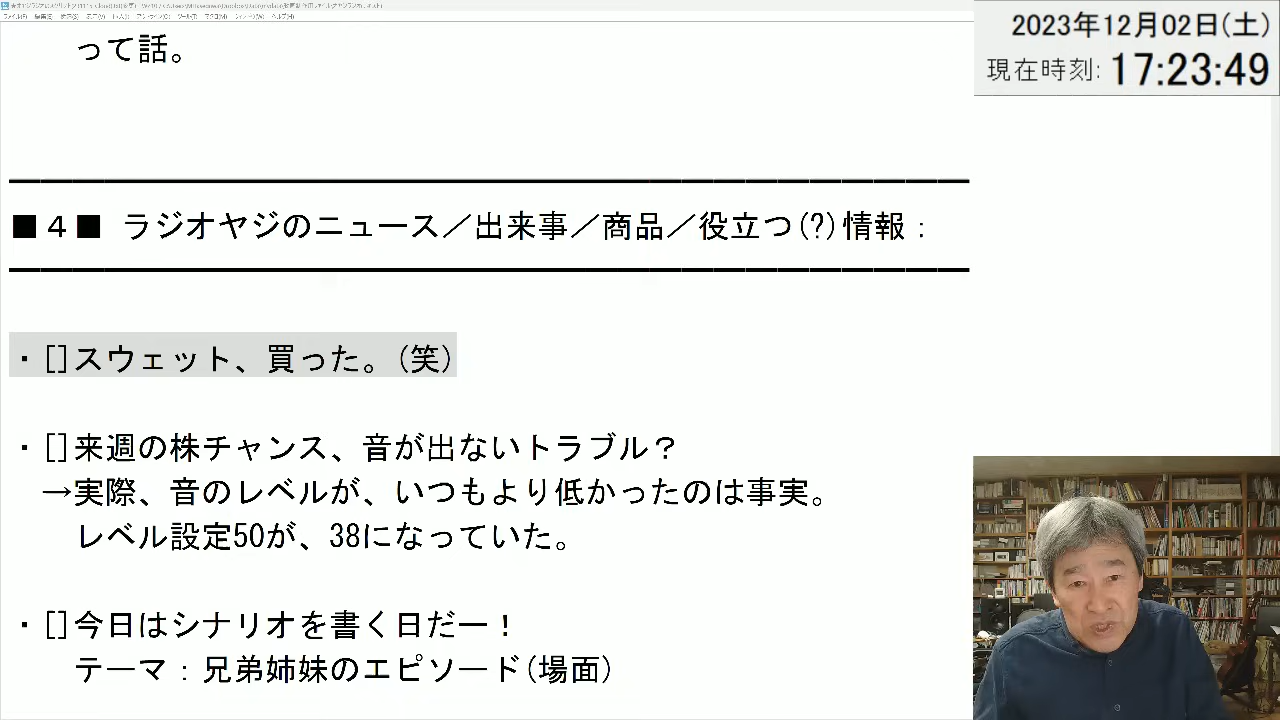 って話。
2023年12月02日(土)
現在時刻: 17:23:49
■４■ ラジオヤジのニュース／出来事／商品／役立つ(?)情報：
・[]スウェット、買った。(笑)
・[]来週の株チャンス、音が出ないトラブル？
→実際、音のレベルが、いつもより低かったのは事実。
レベル設定50が、38になっていた。
・[]今日はシナリオを書く日だー！
テーマ：兄弟姉妹のエピソード(場面)